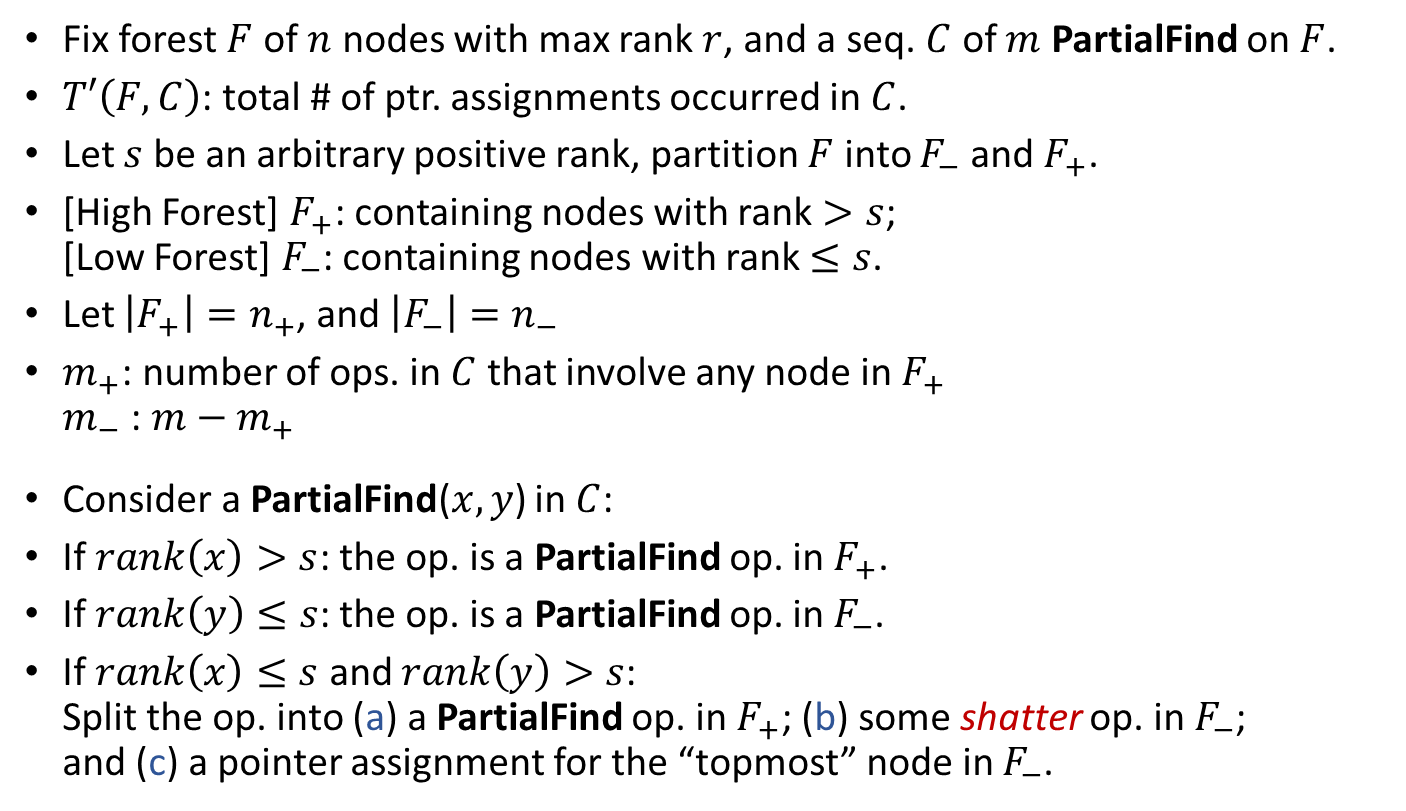 • Fix forest F of n nodes with max rank r, and a seq. C of m PartialFind on F.
• T′(F, C): total # of ptr. assignments occurred in C.
• Let s be an arbitrary positive rank, partition F into F₋ and F₊.
• [High Forest] F₊: containing nodes with rank > s;
[Low Forest] F₋: containing nodes with rank ≤ s.
• Let |F₊| = n₊, and |F₋| = n₋
• m₊: number of ops. in C that involve any node in F₊
m₋ : m − m₊
• Consider a PartialFind(x, y) in C:
• If rank(x) > s: the op. is a PartialFind op. in F₊.
• If rank(y) ≤ s: the op. is a PartialFind op. in F₋.
• If rank(x) ≤ s and rank(y) > s:
Split the op. into (a) a PartialFind op. in F₊; (b) some shatter op. in F₋;
and (c) a pointer assignment for the “topmost” node in F₋.